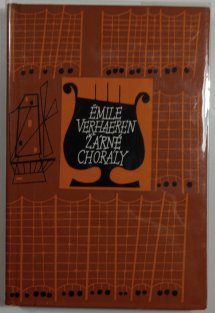 ÉMILE
VERHAEREN
ŽÁRNÉ
CHORÁLY